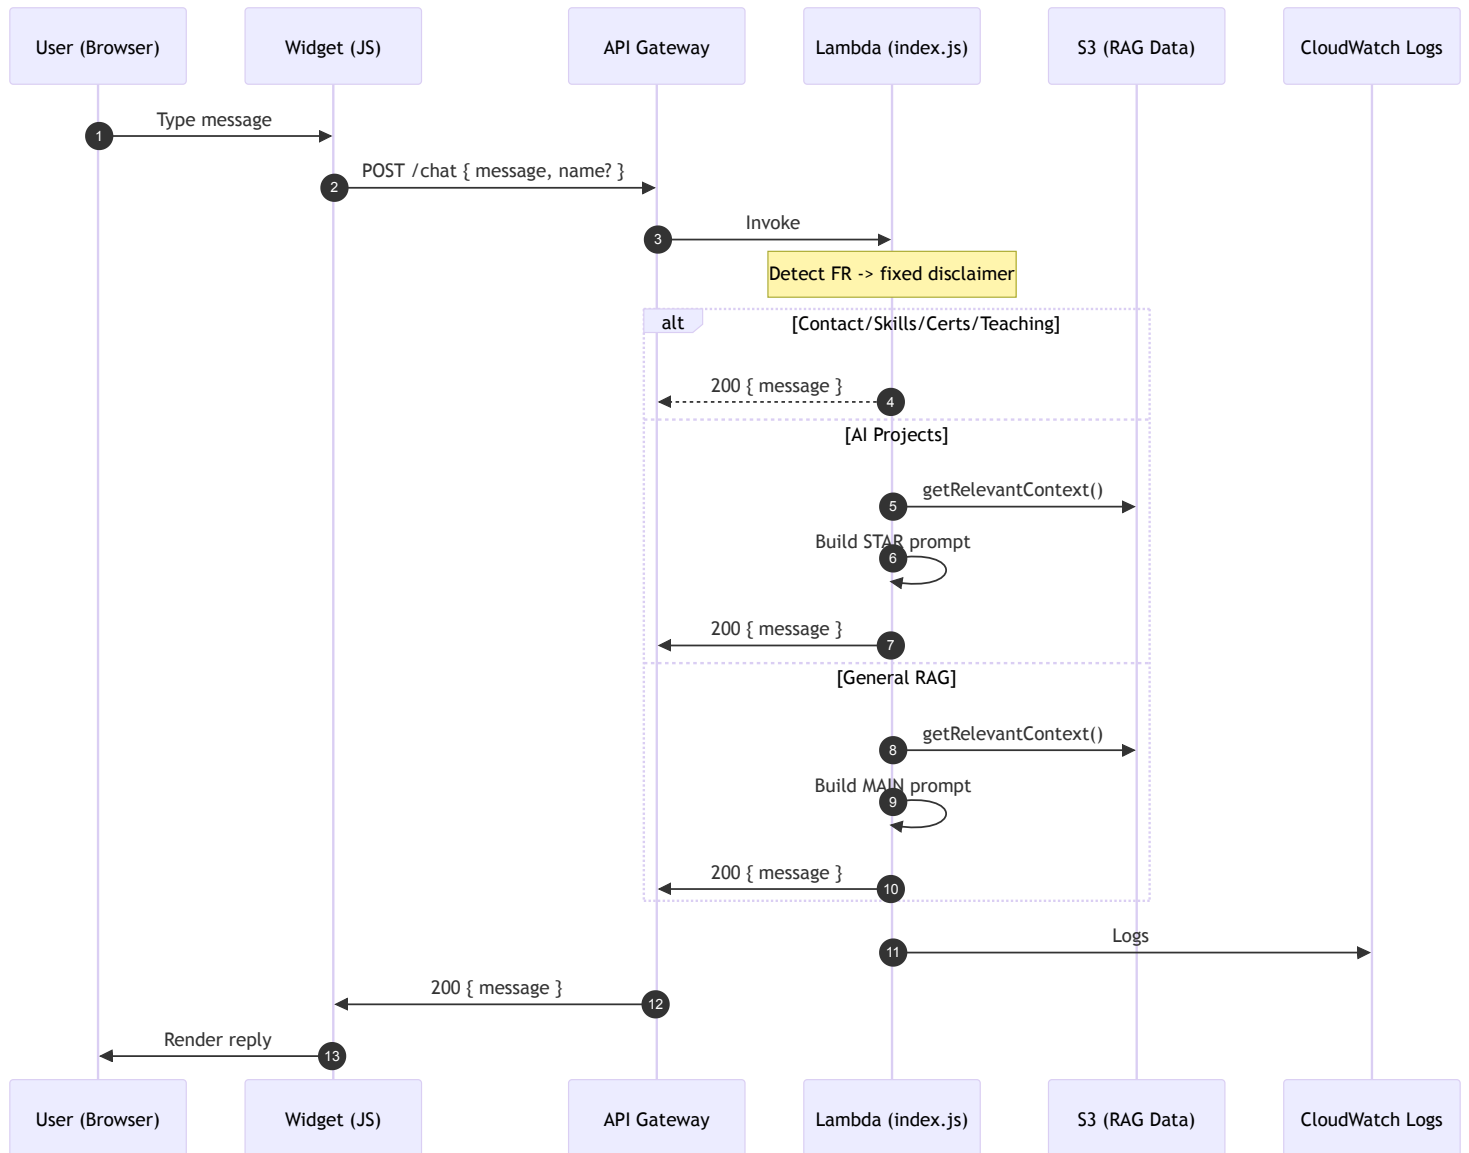 User (Browser)
Widget (JS)
API Gateway
Lambda (index.js)
S3 (RAG Data)
CloudWatch Logs
Type message
1
POST /chat { message, name? }
2
Invoke
3
Detect FR -> fixed disclaimer
alt
[Contact/Skills/Certs/Teaching]
200 { message }
4
[AI Projects]
getRelevantContext()
5
Build STAR prompt
6
200 { message }
7
[General RAG]
getRelevantContext()
8
Build MAIN prompt
9
200 { message }
10
Logs
11
200 { message }
12
Render reply
13
User (Browser)
Widget (JS)
API Gateway
Lambda (index.js)
S3 (RAG Data)
CloudWatch Logs